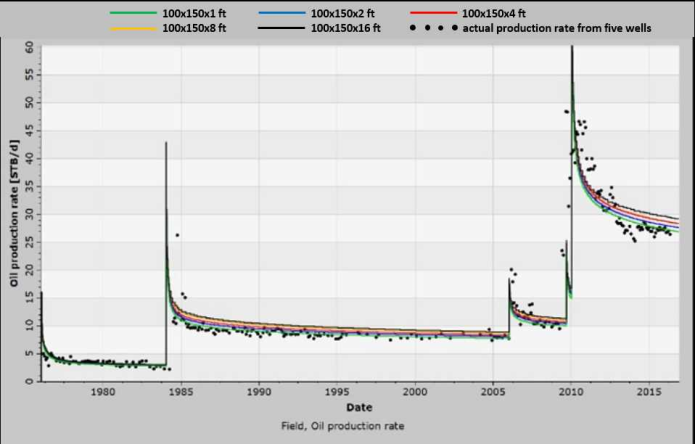 100x150x1 ft 100x150x2 ft 100x150x4 ft
100x150x8 ft 100x150x16 ft actual production rate from five wells
60
55
50
45
40
35
30
25
20
15
10
5
0
Oil production rate [STB/d]
1980 1985 1990 1995 2000 2005 2010 2015
Date
Field, Oil production rate